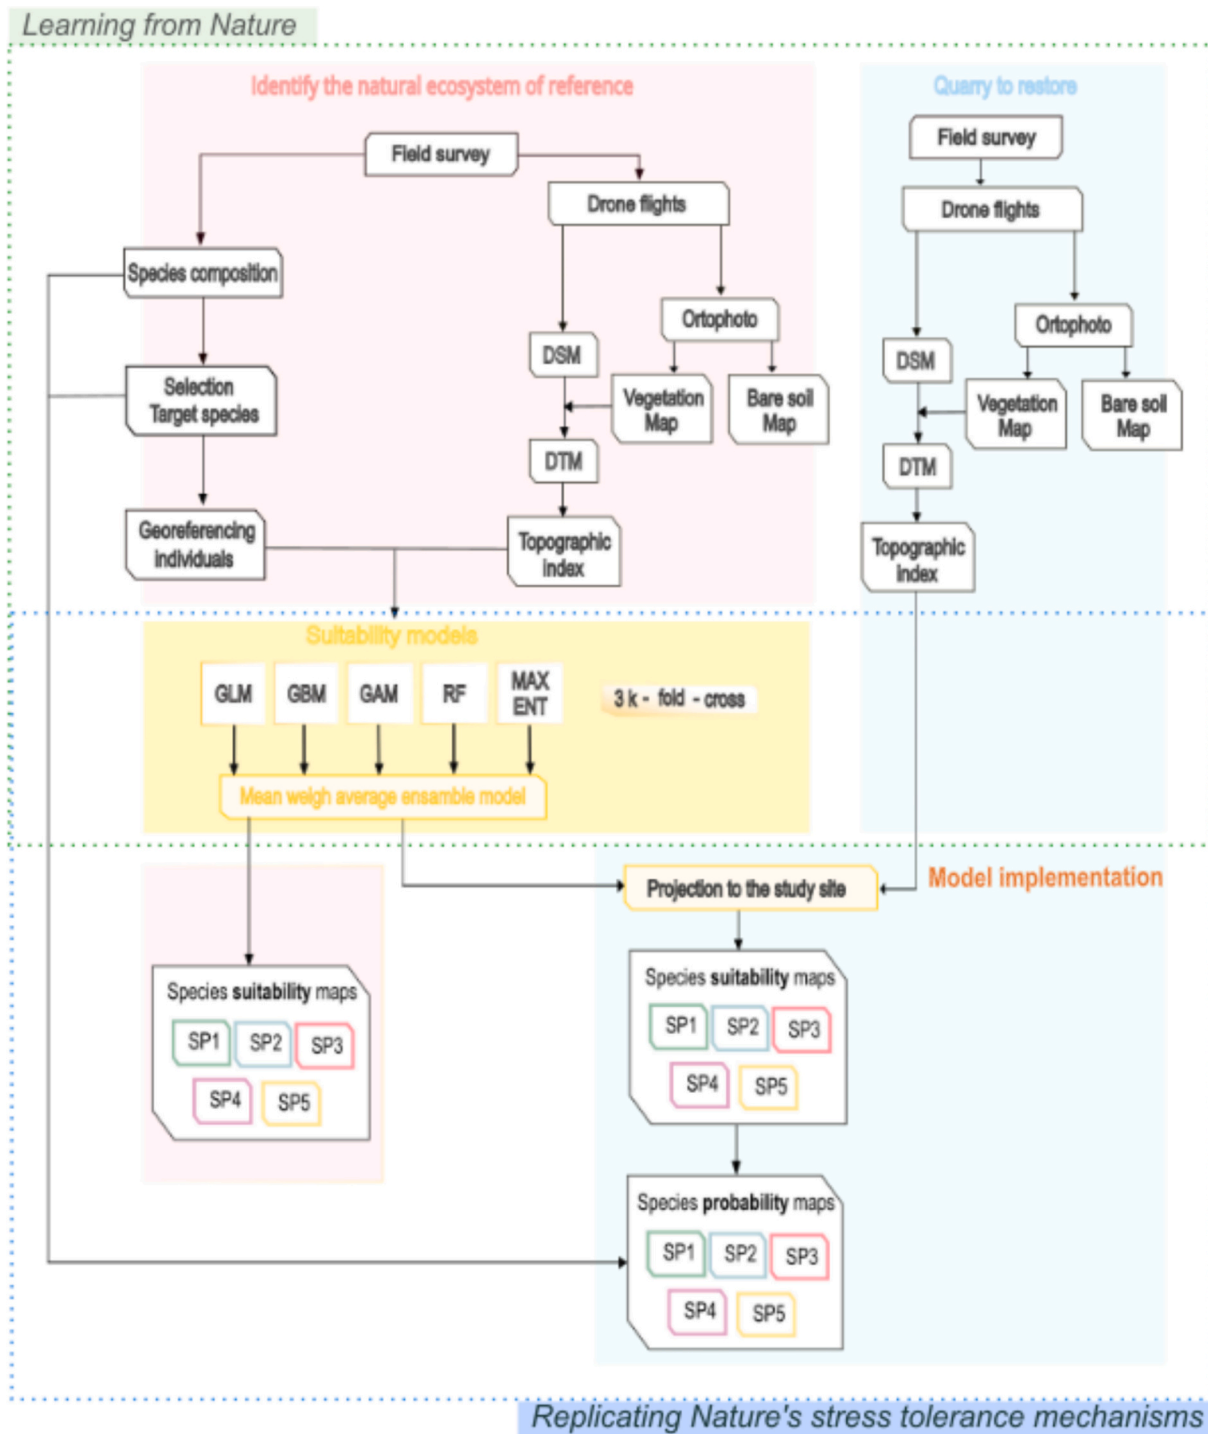 Learning from Nature
Identify the natural ecosystem of reference
Field survey
Drone flights
Species composition
Ortophoto
DSM
Selection
Target species
Vegetation
Map
Bare soil
Map
DTM
Georeferencing
individuals
Topographic
index
Quarry to restore
Field survey
Drone flights
Ortophoto
DSM
Vegetation
Map
Bare soil
Map
DTM
Topographic
index
Suitability models
GLM
GBM
GAM
RF
MAX
ENT
3 k - fold - cross
Mean weigh average ensamble model
Projection to the study site
Model implementation
Species suitability maps
SP1
SP2
SP3
SP4
SP5
Species suitability maps
SP1
SP2
SP3
SP4
SP5
Species probability maps
SP1
SP2
SP3
SP4
SP5
Replicating Nature's stress tolerance mechanisms